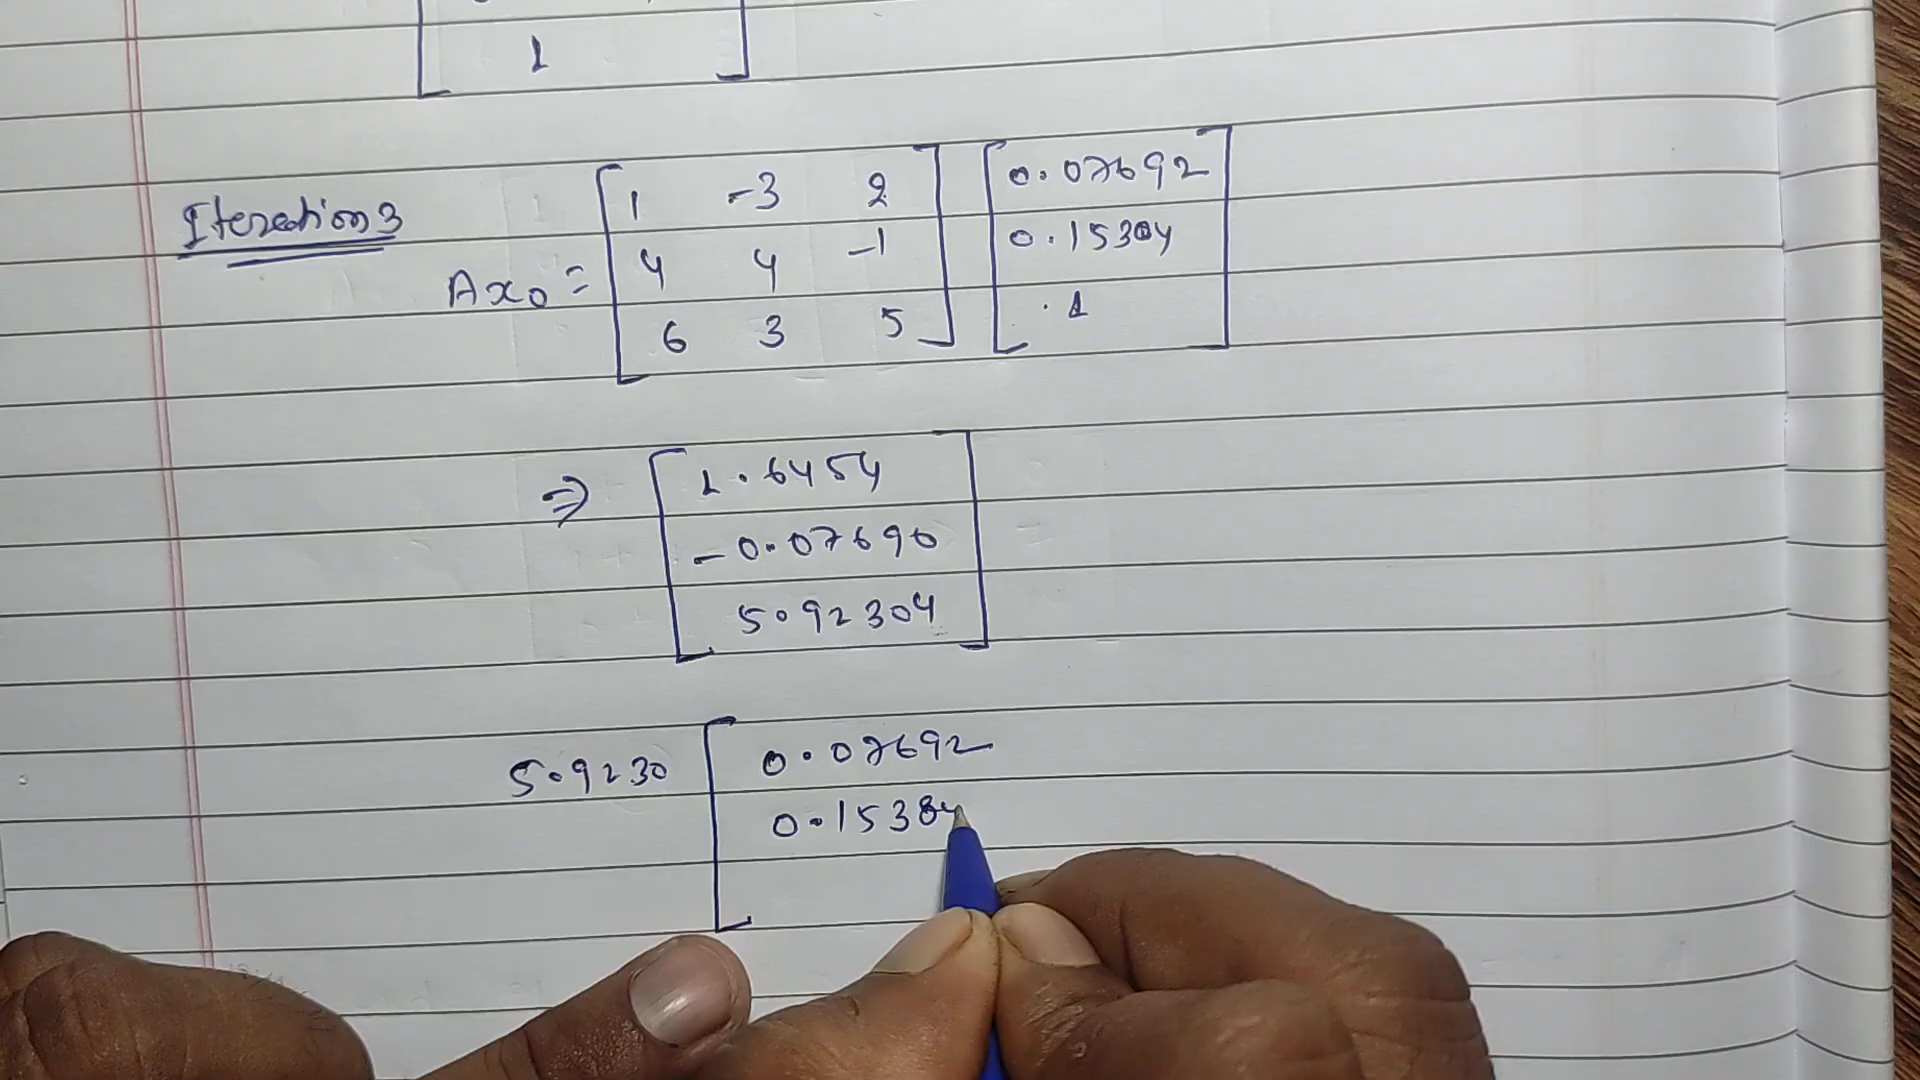 1
Iteration 3
Ax0 = [ 1 -3 2 ] [ 0.07692 ]
[ 4 4 -1 ] [ 0.15384 ]
[ 6 3 5 ] [ .1 ]
⇒ [ 1.6454 ]
[ -0.07690 ]
[ 5.92304 ]
5.9230 [ 0.07692
0.15384